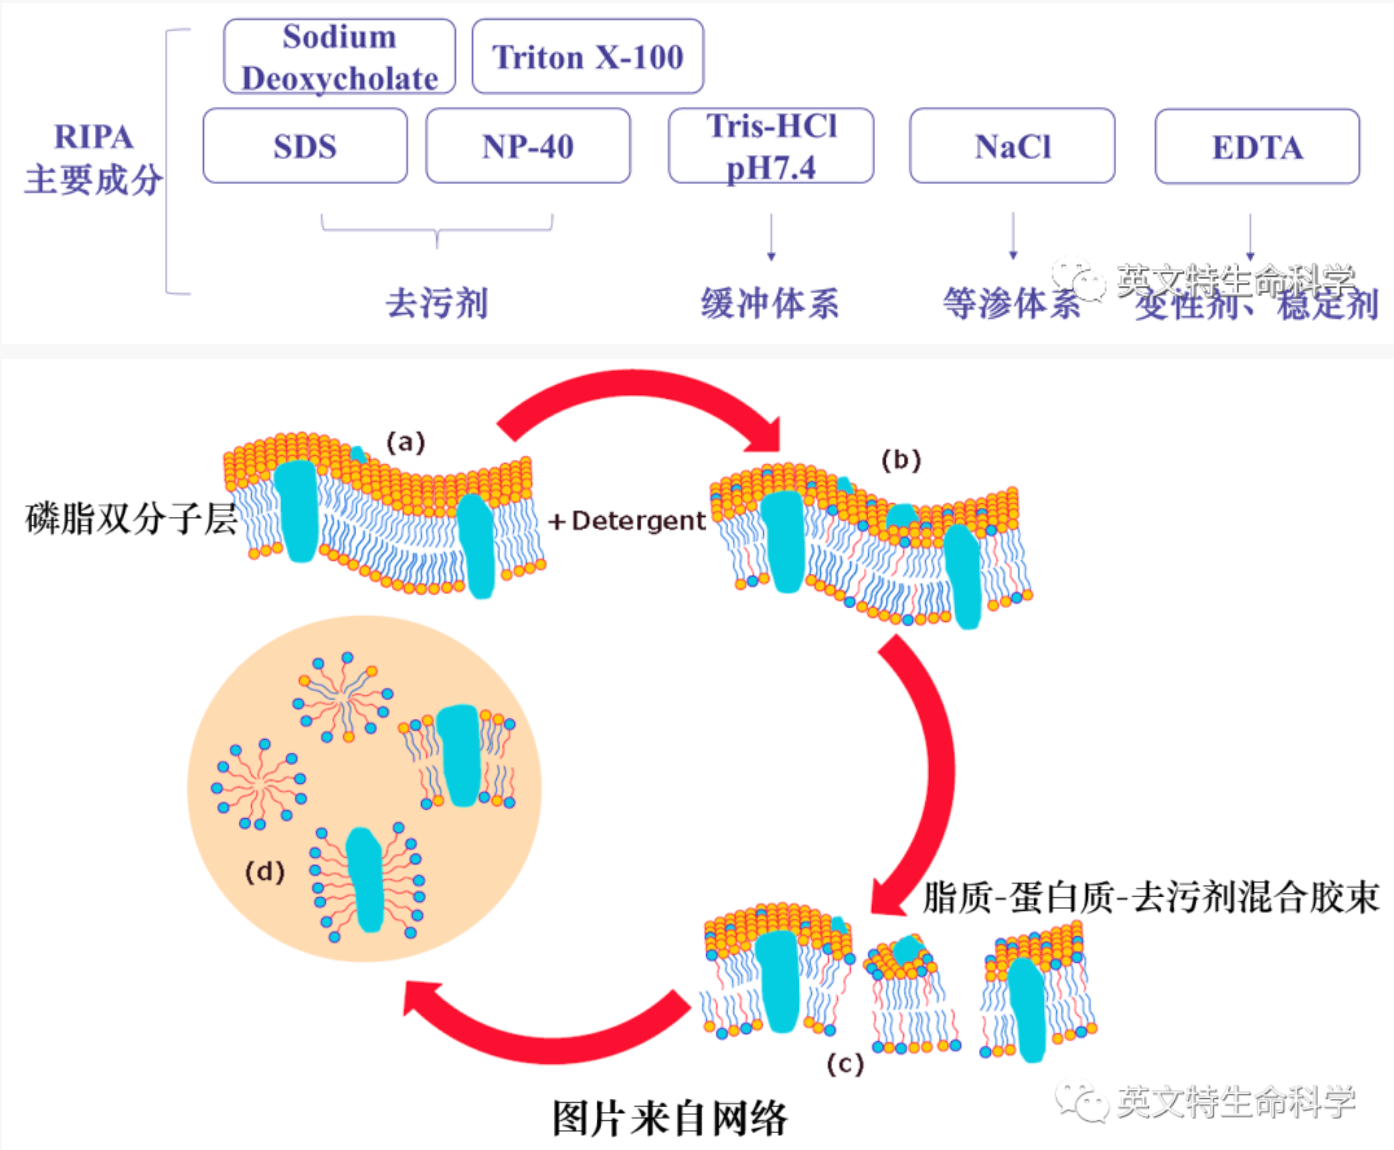 Sodium
Deoxycholate
Triton X-100
RIPA
主要成分
SDS
NP-40
Tris-HCl
pH7.4
NaCl
EDTA
去污剂
缓冲体系
等渗体系
变性剂、稳定剂
英文特生命科学
(a)
(b)
磷脂双分子层
+Detergent
(d)
脂质-蛋白质-去污剂混合胶束
(c)
英文特生命科学
图片来自网络